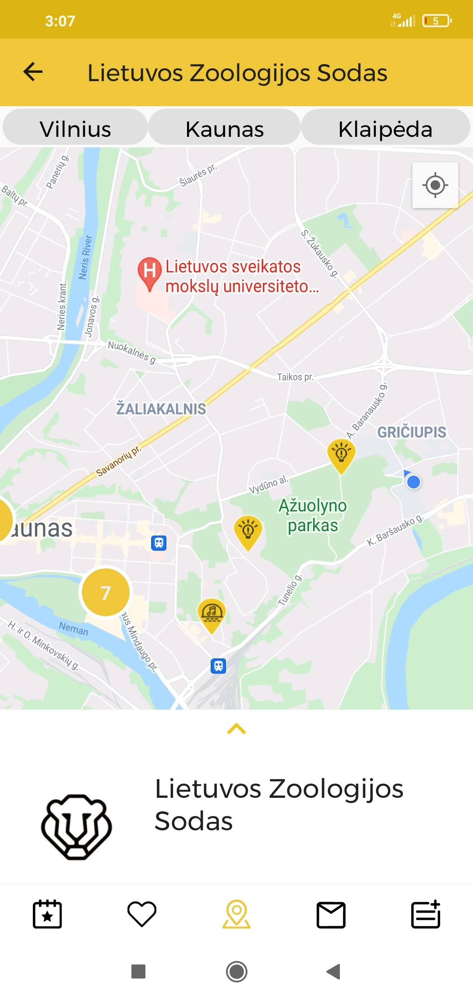 3:07
4G
5
Lietuvos Zoologijos Sodas
Vilnius
Kaunas
Klaipėda
Panerių g.
Šiaurės pr.
Baltų pr.
Neris River
S. Žukausko g.
H
Lietuvos sveikatos
mokslų universiteto...
Neries krant.
Jonavos g.
Nuokalnės g.
Taikos pr.
A. Baranausko g.
ŽALIAKALNIS
GRIČIUPIS
Savanorių pr.
Vydūno al.
Ąžuolyno
parkas
K. Baršausko g.
aunas
7
Tunelio g.
aus Mindaugo pr.
Neman
H. ir O. Minkovskių g.
Lietuvos Zoologijos
Sodas